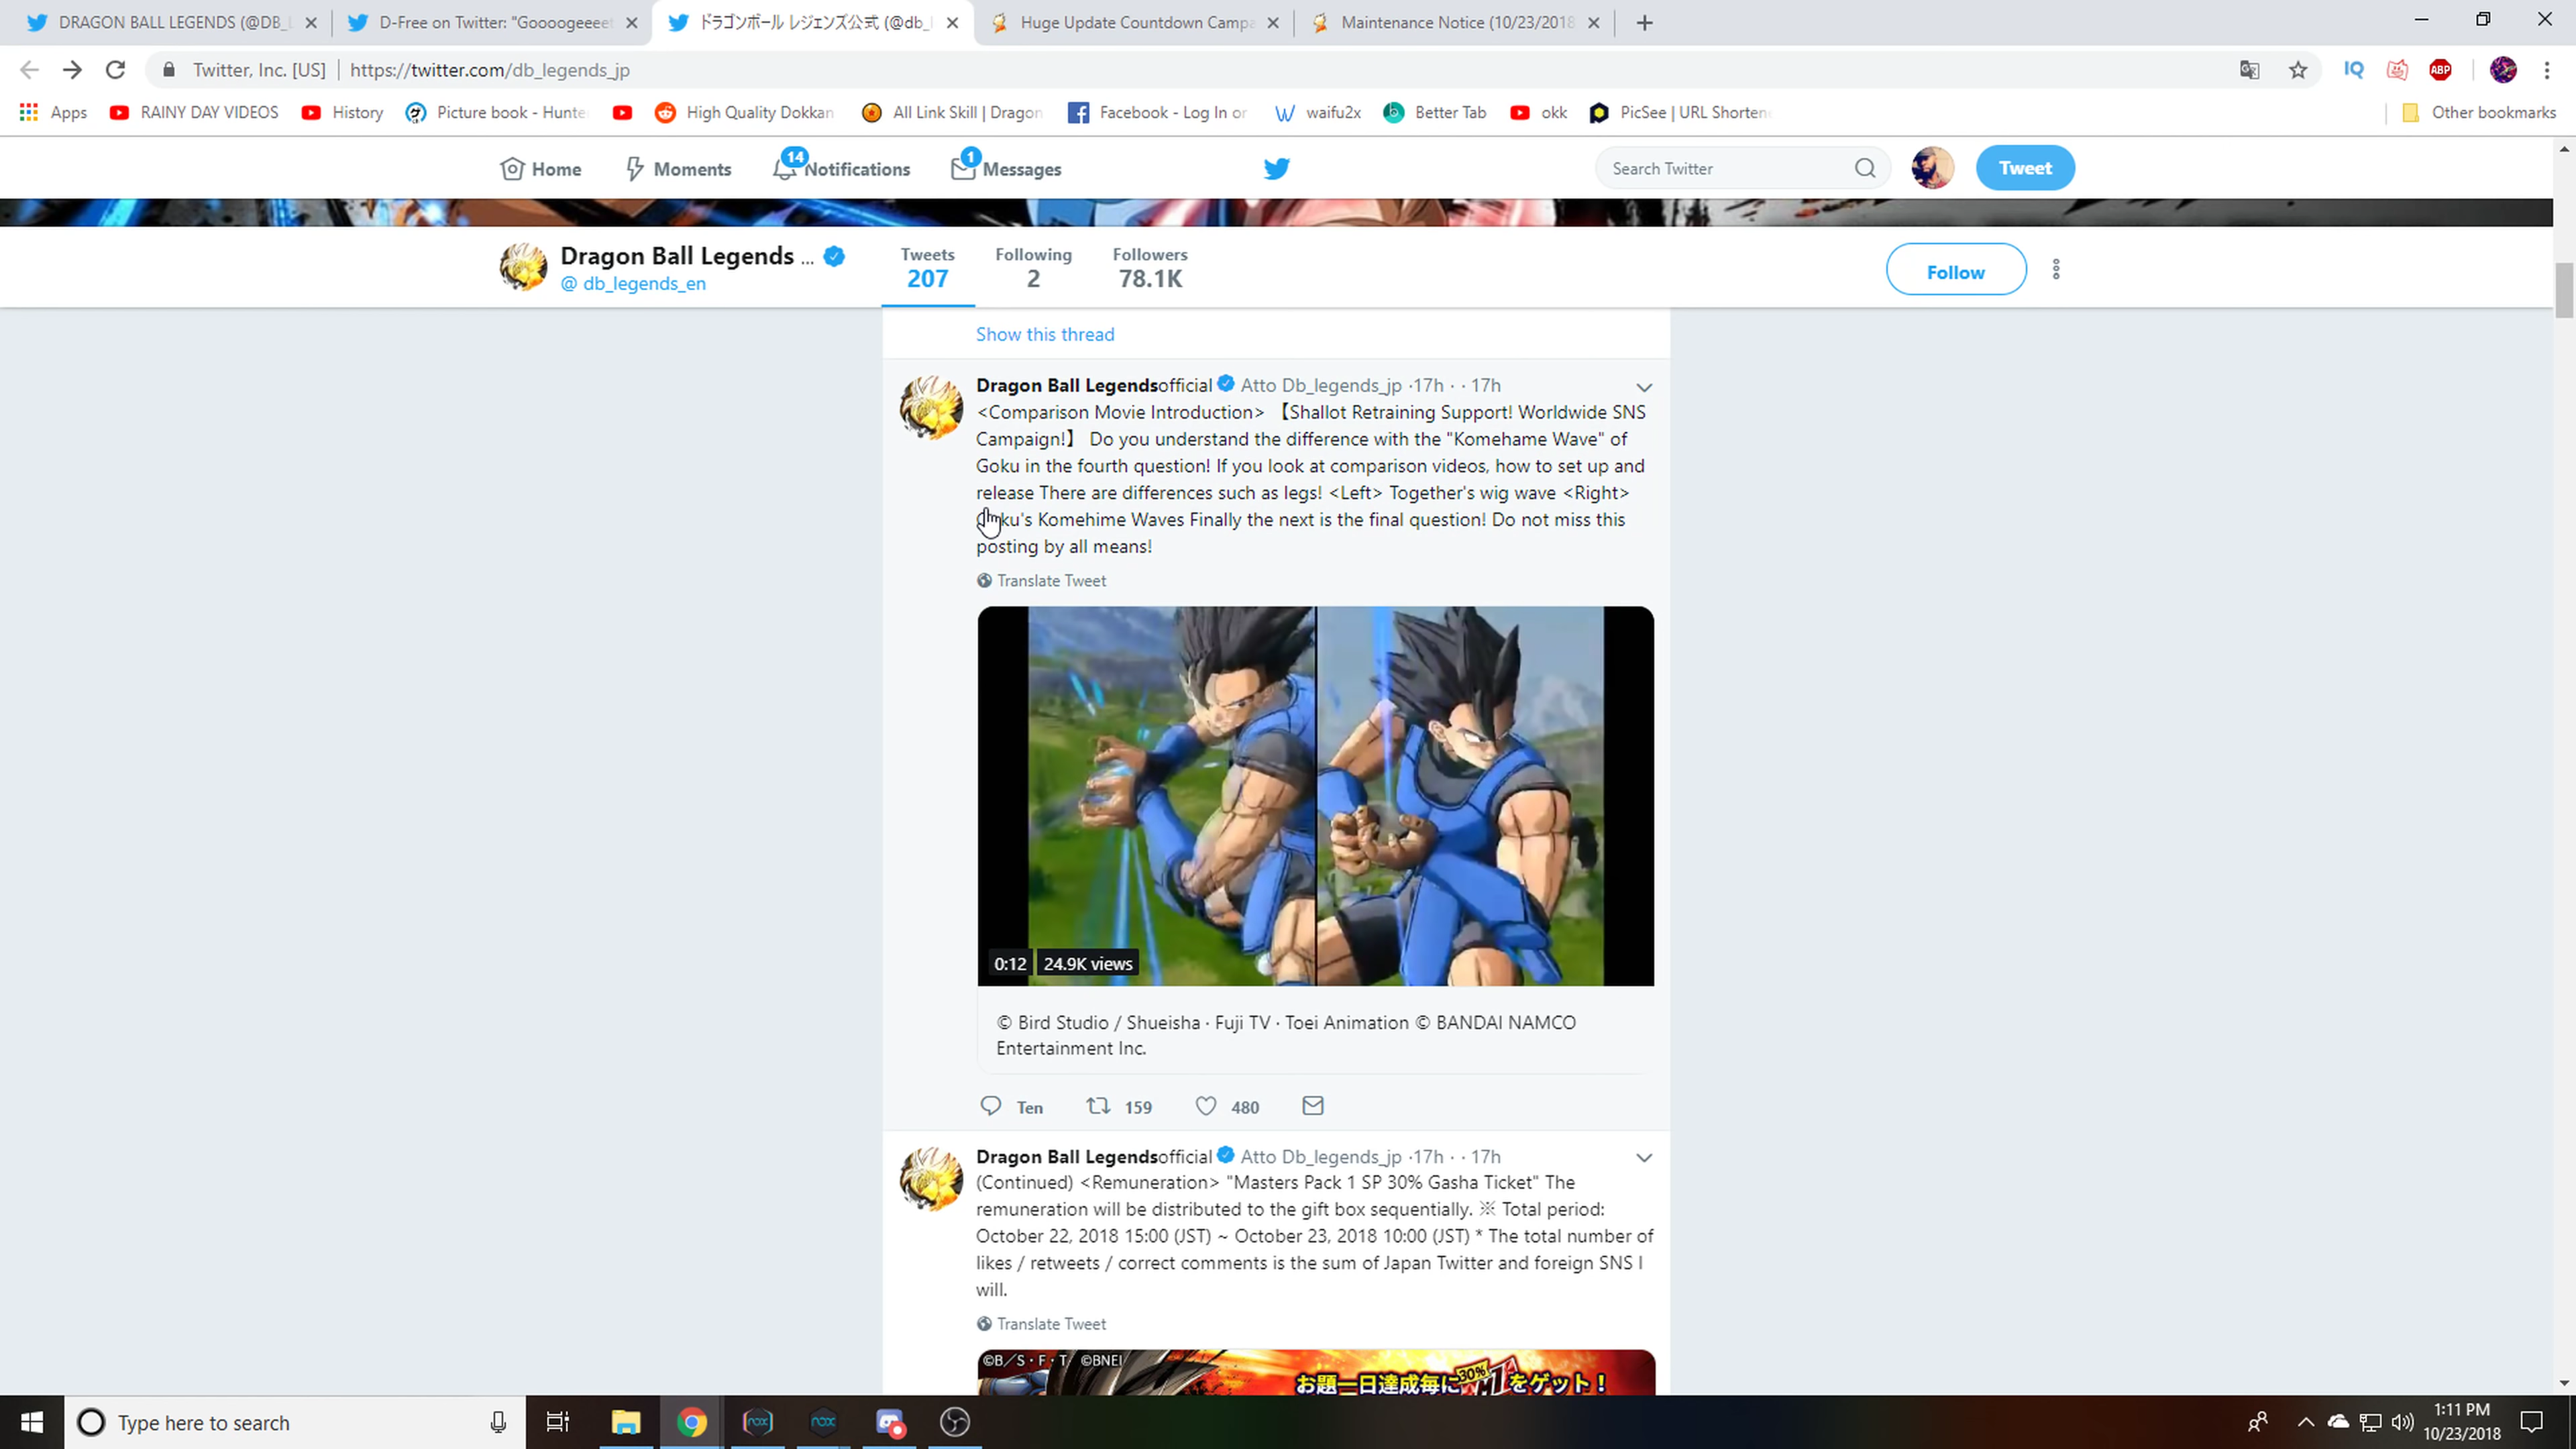 DRAGON BALL LEGENDS (@DB_L
D-Free on Twitter: "Goooogeeeet
ドラゴンボール レジェンズ公式 (@db_l
Huge Update Countdown Campa
Maintenance Notice (10/23/2018
Twitter, Inc. [US]
https://twitter.com/db_legends_jp
IQ
ABP
Apps
RAINY DAY VIDEOS
History
Picture book - Hunte
High Quality Dokkan
All Link Skill | Dragon
Facebook - Log In or
waifu2x
Better Tab
okk
PicSee | URL Shortene
Other bookmarks
Home
Moments
14
Notifications
1
Messages
Search Twitter
Tweet
Dragon Ball Legends ...
@ db_legends_en
Tweets
207
Following
2
Followers
78.1K
Follow
Show this thread
Dragon Ball Legendsofficial Atto Db_legends_jp ·17h · · 17h
<Comparison Movie Introduction> 【Shallot Retraining Support! Worldwide SNS
Campaign!】 Do you understand the difference with the "Komehame Wave" of
Goku in the fourth question! If you look at comparison videos, how to set up and
release There are differences such as legs! <Left> Together's wig wave <Right>
Goku's Komehime Waves Finally the next is the final question! Do not miss this
posting by all means!
Translate Tweet
0:12
24.9K views
© Bird Studio / Shueisha · Fuji TV · Toei Animation © BANDAI NAMCO
Entertainment Inc.
Ten
159
480
Dragon Ball Legendsofficial Atto Db_legends_jp ·17h · · 17h
(Continued) <Remuneration> "Masters Pack 1 SP 30% Gasha Ticket" The
remuneration will be distributed to the gift box sequentially. ※ Total period:
October 22, 2018 15:00 (JST) ~ October 23, 2018 10:00 (JST) * The total number of
likes / retweets / correct comments is the sum of Japan Twitter and foreign SNS I
will.
Translate Tweet
©B／S・F・T ©BNEI
お題一日達成毎に30%をゲット！
Type here to search
nox
nox
1:11 PM
10/23/2018